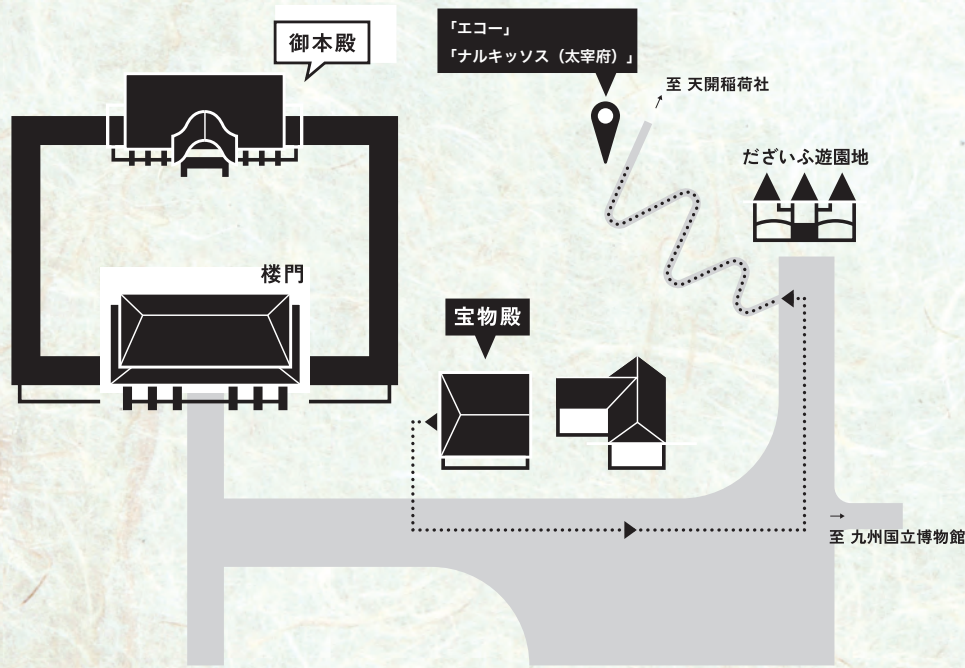 御本殿
「エコー」
「ナルキッソス（太宰府）」
至 天開稲荷社
だざいふ遊園地
楼門
宝物殿
至 九州国立博物館